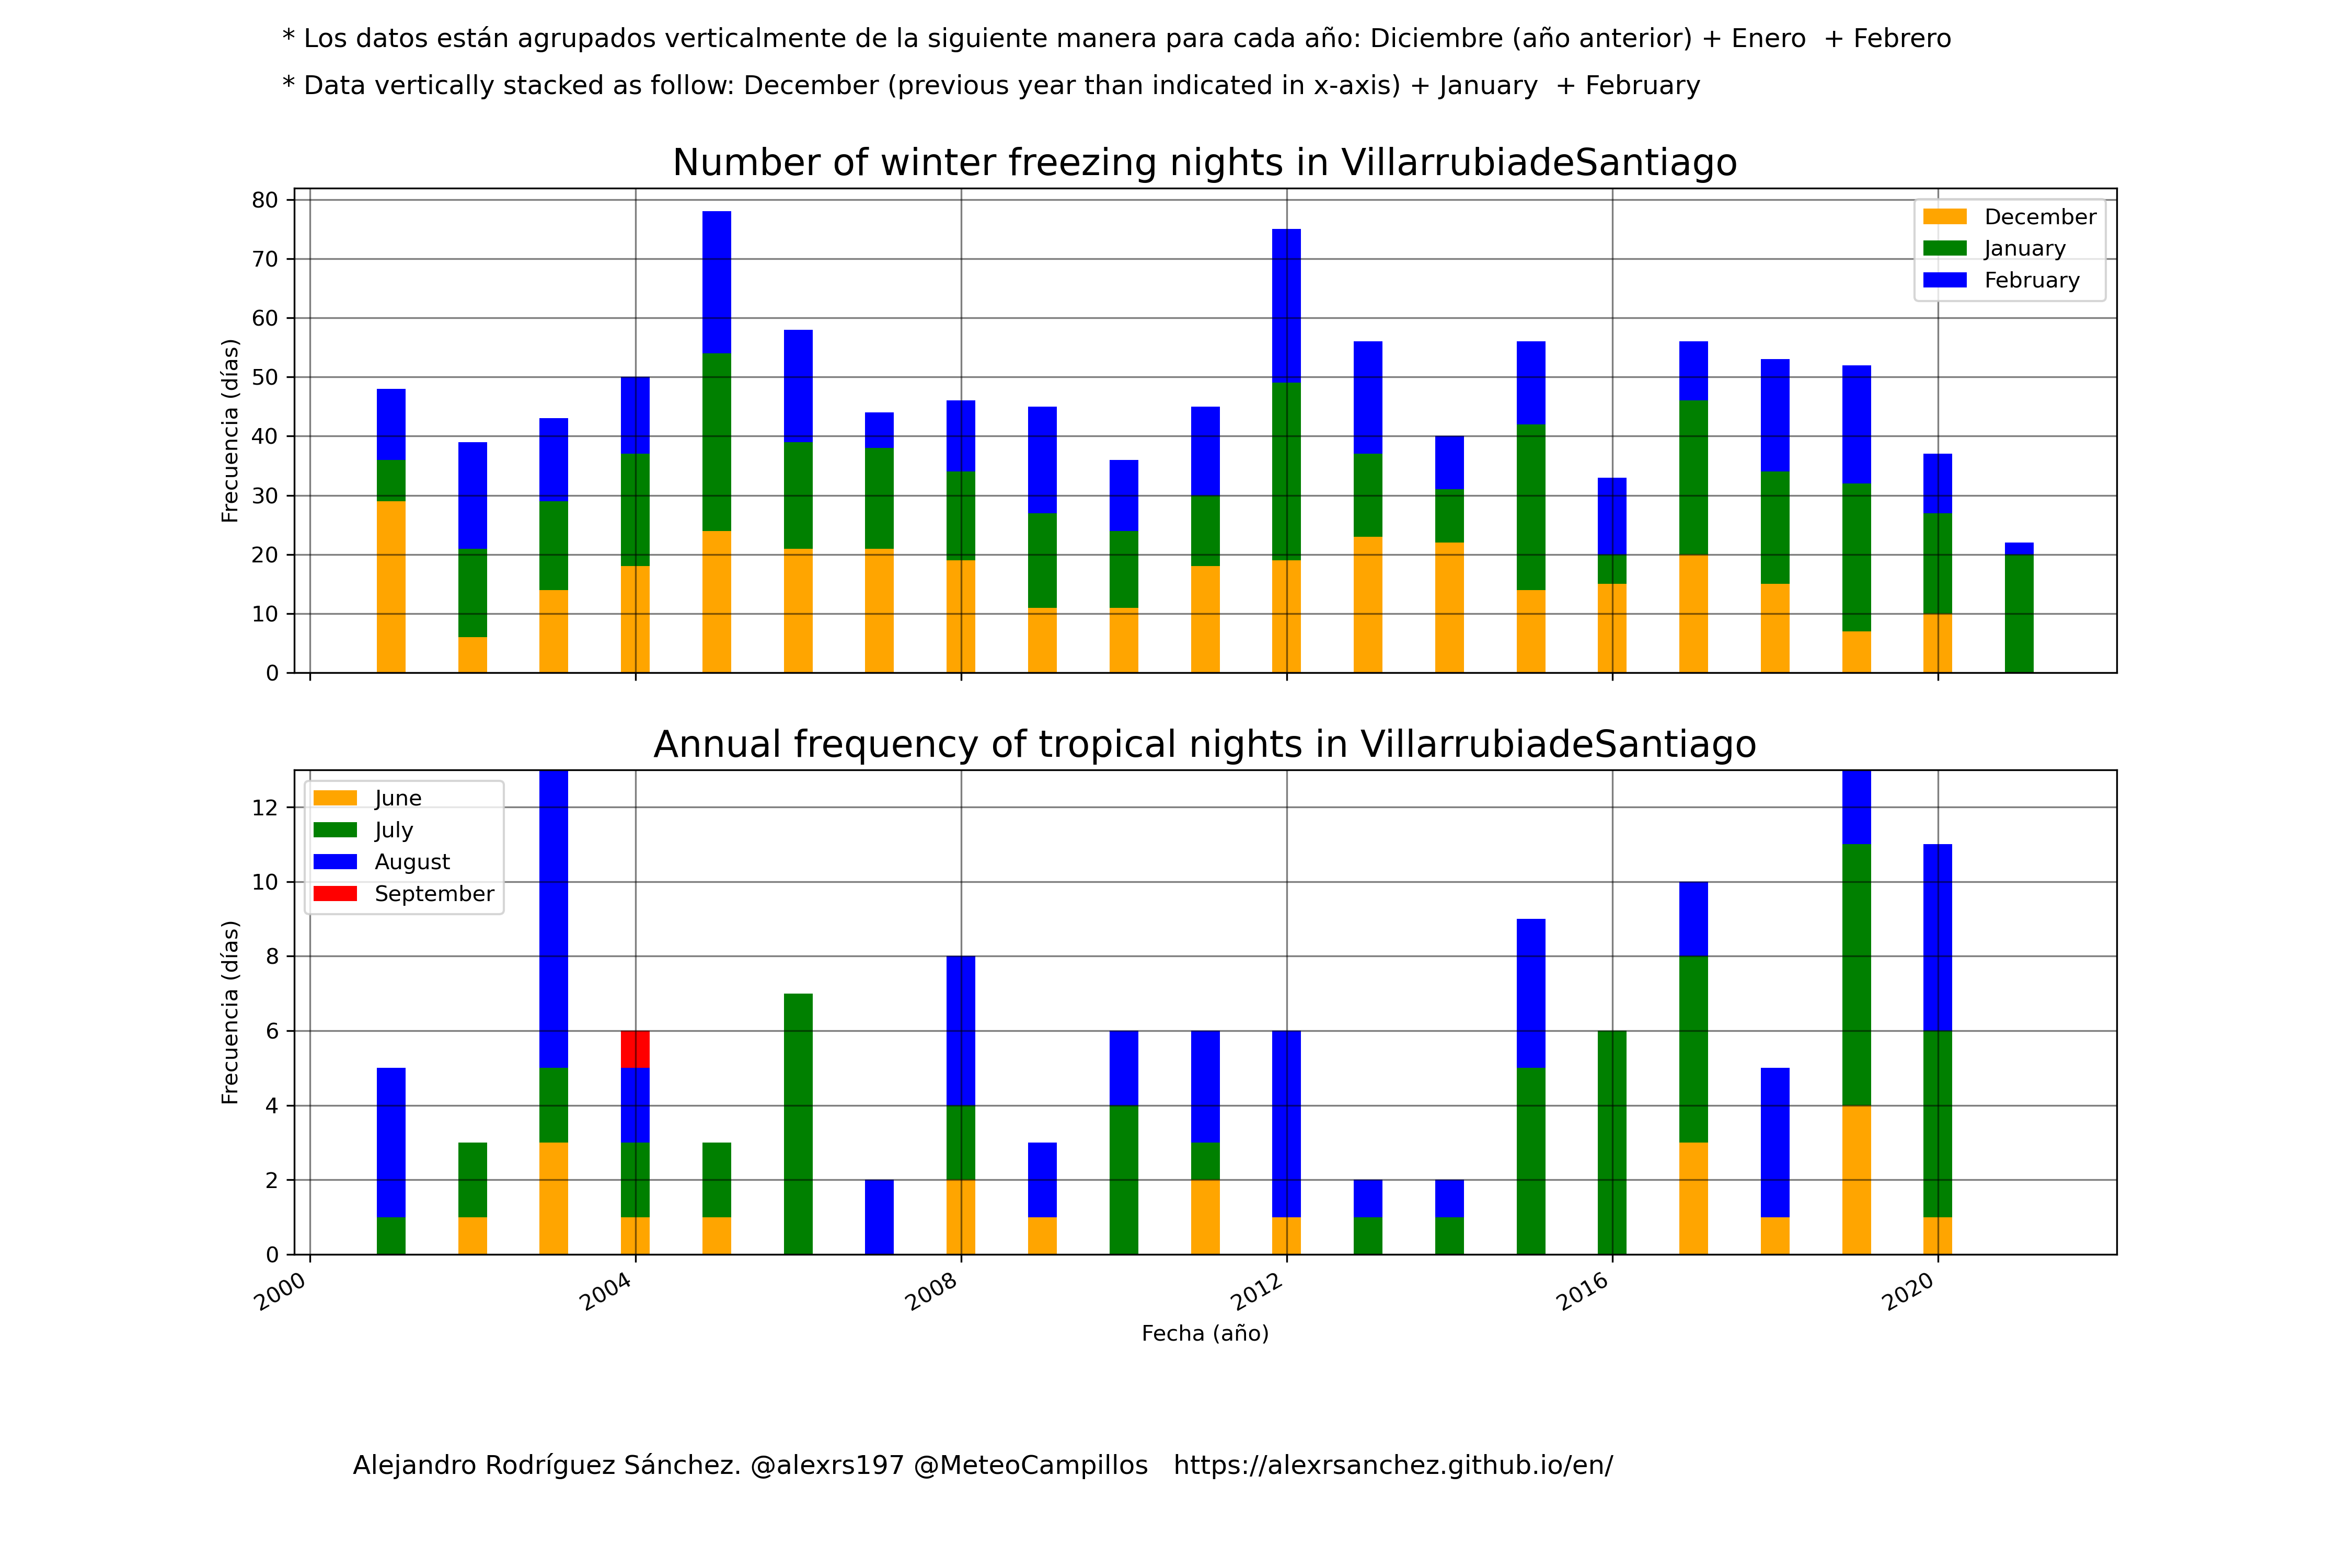 * Los datos están agrupados verticalmente de la siguiente manera para cada año: Diciembre (año anterior) + Enero  + Febrero
* Data vertically stacked as follow: December (previous year than indicated in x-axis) + January  + February
Number of winter freezing nights in VillarrubiadeSantiago
80
70
60
50
40
30
20
10
0
Frecuencia (días)
December
January
February
Annual frequency of tropical nights in VillarrubiadeSantiago
12
10
8
6
4
2
0
Frecuencia (días)
June
July
August
September
2000
2004
2008
2012
2016
2020
Fecha (año)
Alejandro Rodríguez Sánchez. @alexrs197 @MeteoCampillos   https://alexrsanchez.github.io/en/